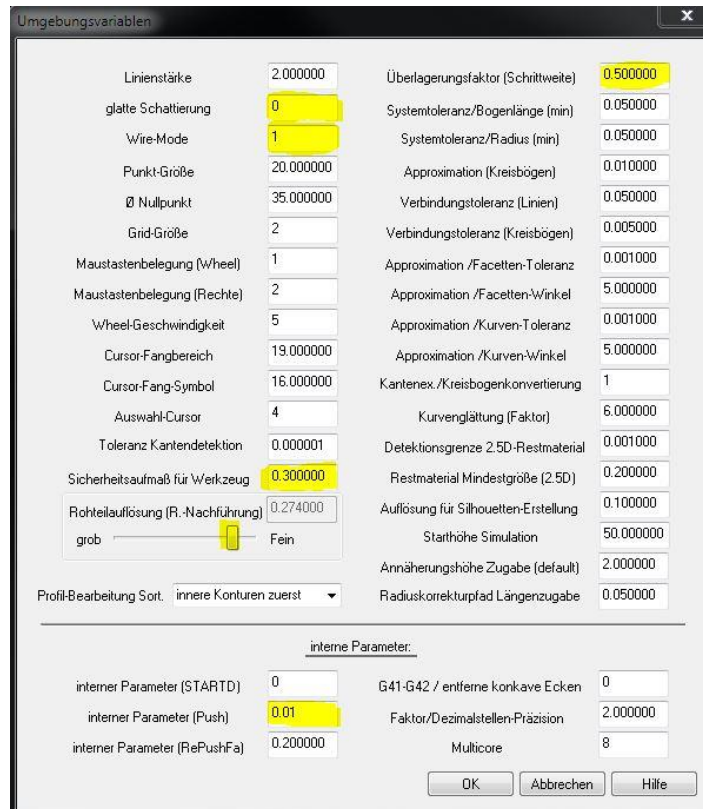 Umgebungsvariablen
x
Linienstärke 2.000000
glatte Schattierung 0
Wire-Mode 1
Punkt-Größe 20.000000
Ø Nullpunkt 35.000000
Grid-Größe 2
Maustastenbelegung (Wheel) 1
Maustastenbelegung (Rechte) 2
Wheel-Geschwindigkeit 5
Cursor-Fangbereich 19.000000
Cursor-Fang-Symbol 16.000000
Auswahl-Cursor 4
Toleranz Kantendetektion 0.000001
Sicherheitsaufmaß für Werkzeug 0.300000
Rohteilauflösung (R.-Nachführung) 0.274000
grob Fein
Profil-Bearbeitung Sort. innere Konturen zuerst
Überlagerungsfaktor (Schrittweite) 0.500000
Systemtoleranz/Bogenlänge (min) 0.050000
Systemtoleranz/Radius (min) 0.050000
Approximation (Kreisbögen) 0.010000
Verbindungstoleranz (Linien) 0.050000
Verbindungstoleranz (Kreisbögen) 0.005000
Approximation /Facetten-Toleranz 0.001000
Approximation /Facetten-Winkel 5.000000
Approximation /Kurven-Toleranz 0.001000
Approximation /Kurven-Winkel 5.000000
Kantenex./Kreisbogenkonvertierung 1
Kurvenglättung (Faktor) 6.000000
Detektionsgrenze 2.5D-Restmaterial 0.001000
Restmaterial Mindestgröße (2.5D) 0.200000
Auflösung für Silhouetten-Erstellung 0.100000
Starthöhe Simulation 50.000000
Annäherungshöhe Zugabe (default) 2.000000
Radiuskorrekturpfad Längenzugabe 0.050000
interne Parameter:
interner Parameter (STARTD) 0
interner Parameter (Push) 0.01
interner Parameter (RePushFa) 0.200000
G41-G42 / entferne konkave Ecken 0
Faktor/Dezimalstellen-Präzision 2.000000
Multicore 8
OK Abbrechen Hilfe